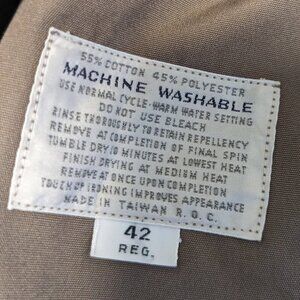 55% COTTON 45% POLYESTER
MACHINE WASHABLE
USE NORMAL CYCLE-WARM WATER SETTING
DO NOT USE BLEACH
RINSE THOROUGHLY TO RETAIN REPELLENCY
REMOVE AT COMPLETION OF FINAL SPIN
TUMBLE DRY 10 MINUTES AT LOWEST HEAT
FINISH DRYING AT MEDIUM HEAT
REMOVE AT ONCE UPON COMPLETION
TOUCH UP IRONING IMPROVES APPEARANCE
MADE IN TAIWAN R.O.C.
42
REG.